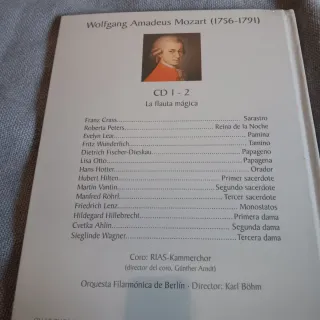 Wolfgang Amadeus Mozart (1756-1791)
CD 1 - 2
La flauta mágica
Franz Crass Sarastro
Roberta Peters Reina de la Noche
Evelyn Lear Pamina
Fritz Wunderlich Tamino
Dietrich Fischer-Dieskau Papageno
Lisa Otto Papagena
Hans Hotter Orador
Hubert Hilten Primer sacerdote
Martin Vantin Segundo sacerdote
Manfred Röhrl Tercer sacerdote
Friedrich Lenz Monostatos
Hildegard Hillebrecht Primera dama
Cvetka Ahlin Segunda dama
Sieglinde Wagner Tercera dama
Coro: RIAS-Kammerchor
(director del coro, Günther Arndt)
Orquesta Filarmónica de Berlín - Director: Karl Böhm